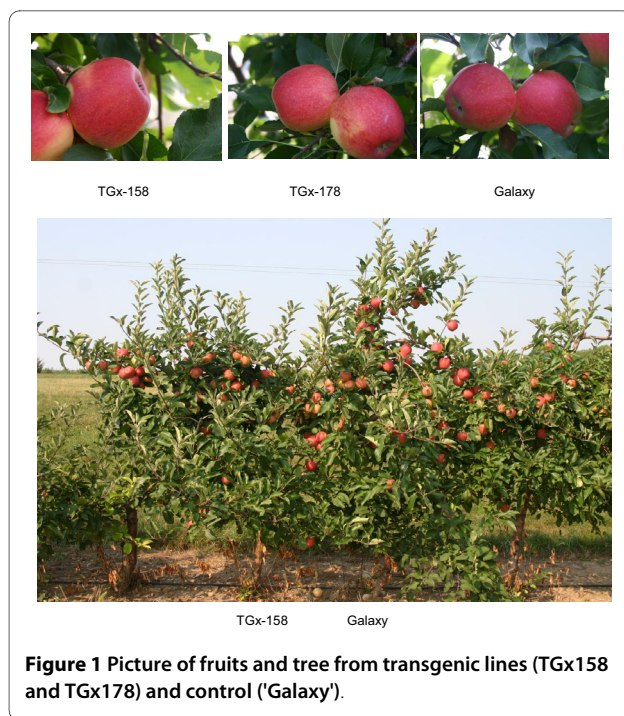 TGx-158 TGx-178 Galaxy
TGx-158 Galaxy
Figure 1 Picture of fruits and tree from transgenic lines (TGx158
and TGx178) and control ('Galaxy').